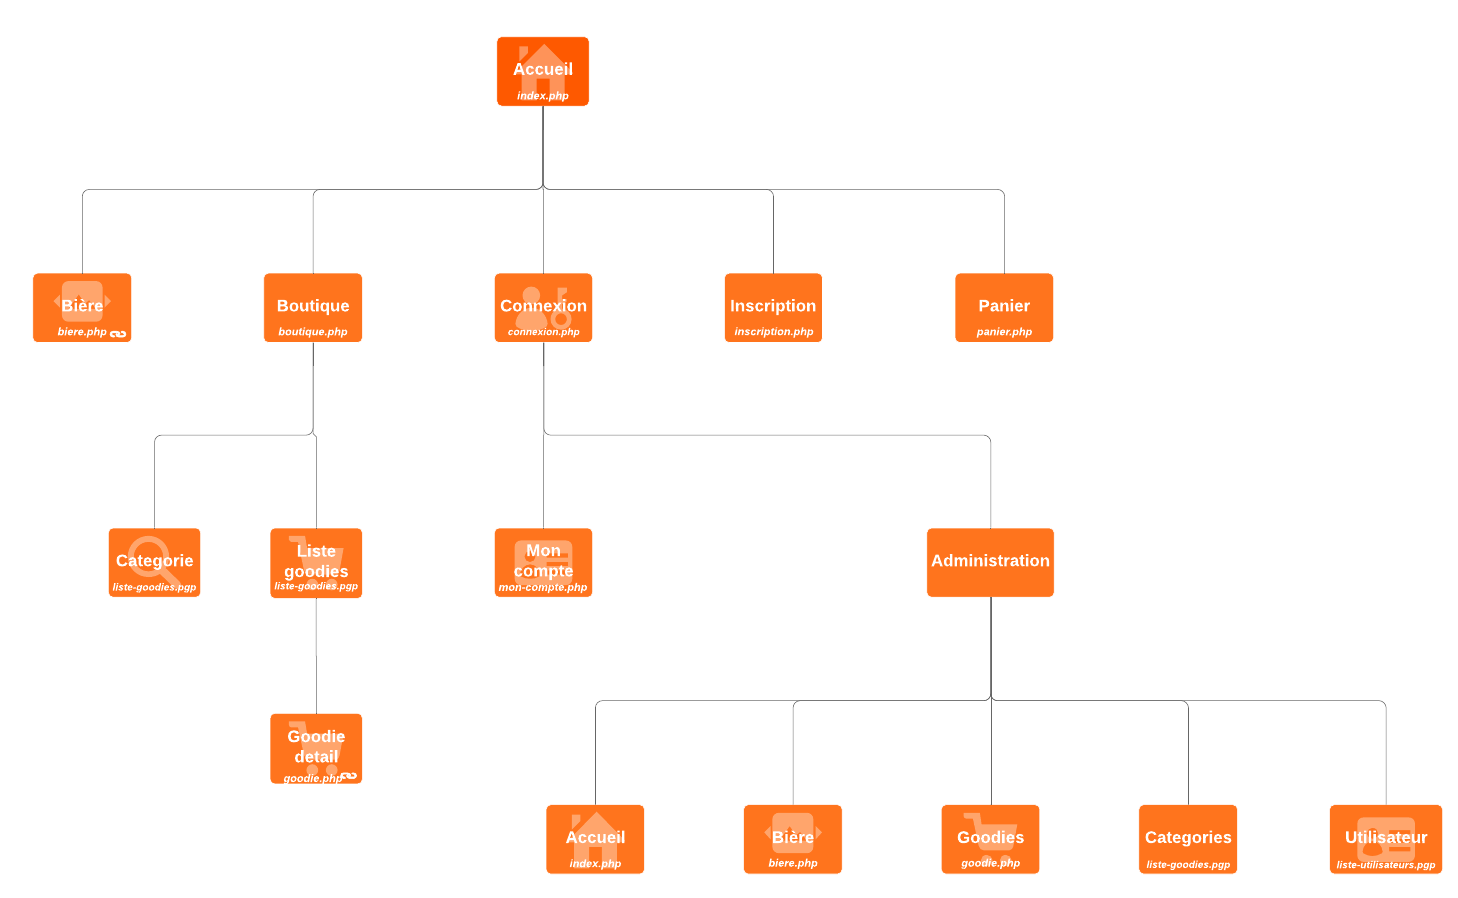 Accueil
index.php
Bière
biere.php
Boutique
boutique.php
Connexion
connexion.php
Inscription
inscription.php
Panier
panier.php
Categorie
liste-goodies.pgp
Liste
goodies
liste-goodies.pgp
Mon
compte
mon-compte.php
Administration
Goodie
detail
goodie.php
Accueil
index.php
Bière
biere.php
Goodies
goodie.php
Categories
liste-goodies.pgp
Utilisateur
liste-utilisateurs.pgp